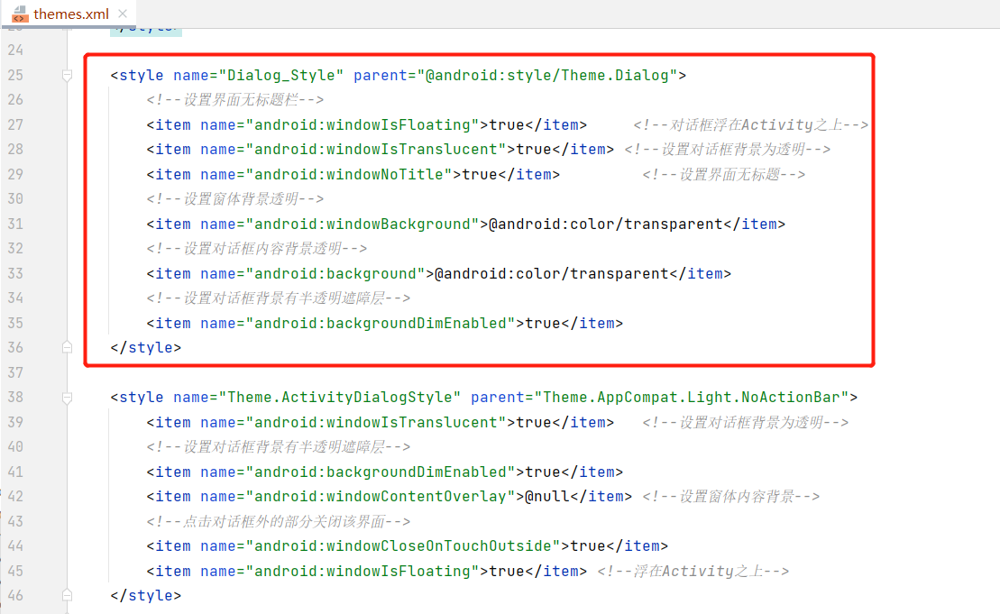 themes.xml
24
25 <style name="Dialog_Style" parent="@android:style/Theme.Dialog">
26 <!--设置界面无标题栏-->
27 <item name="android:windowIsFloating">true</item> <!--对话框浮在Activity之上-->
28 <item name="android:windowIsTranslucent">true</item> <!--设置对话框背景为透明-->
29 <item name="android:windowNoTitle">true</item> <!--设置界面无标题-->
30 <!--设置窗体背景透明-->
31 <item name="android:windowBackground">@android:color/transparent</item>
32 <!--设置对话框内容背景透明-->
33 <item name="android:background">@android:color/transparent</item>
34 <!--设置对话框背景有半透明遮障层-->
35 <item name="android:backgroundDimEnabled">true</item>
36 </style>
37
38 <style name="Theme.ActivityDialogStyle" parent="Theme.AppCompat.Light.NoActionBar">
39 <item name="android:windowIsTranslucent">true</item> <!--设置对话框背景为透明-->
40 <!--设置对话框背景有半透明遮障层-->
41 <item name="android:backgroundDimEnabled">true</item>
42 <item name="android:windowContentOverlay">@null</item> <!--设置窗体内容背景-->
43 <!--点击对话框外的部分关闭该界面-->
44 <item name="android:windowCloseOnTouchOutside">true</item>
45 <item name="android:windowIsFloating">true</item> <!--浮在Activity之上-->
46 </style>